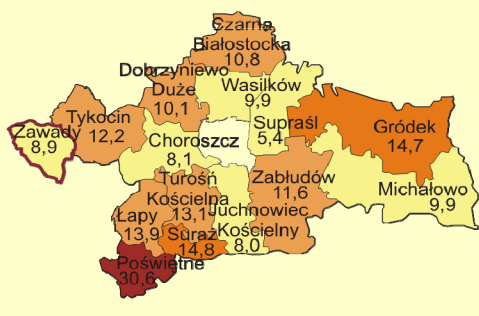 Czarna
Białostocka
10,8
Dobrzyniewo
Duże
10,1
Wasilków
9,9
Tykocin
12,2
Zawady
8,9
Choroszcz
8,1
Supraśl
5,4
Gródek
14,7
Turośń
Kościelna
13,1
Zabłudów
11,6
Michałowo
9,9
Łapy
13,9
Juchnowiec
Kościelny
8,0
Suraż
14,8
Poświętne
30,6